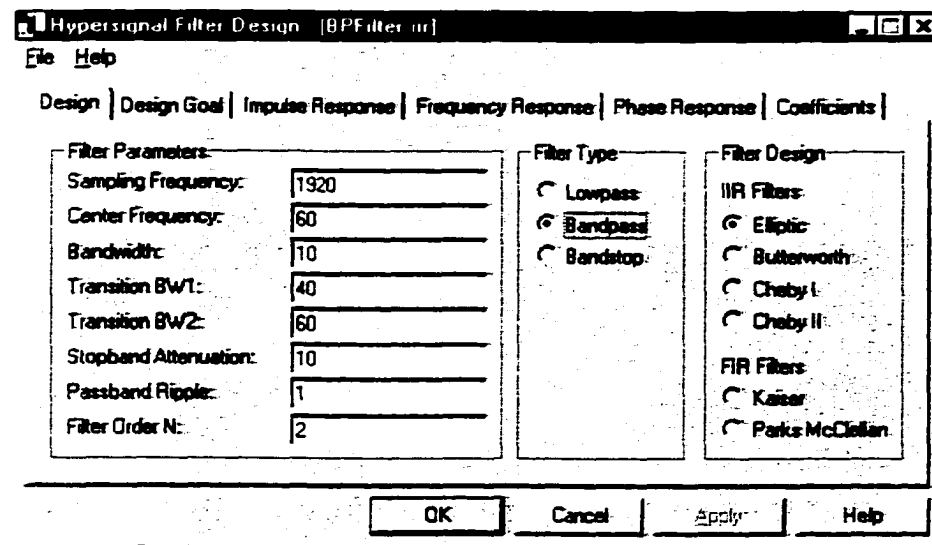 Hypersignal Filter Design [BPFilter.iir]
File Help
Design Design Goal Impulse Response Frequency Response Phase Response Coefficients
Filter Parameters
Sampling Frequency: 1920
Center Frequency: 60
Bandwidth: 10
Transition BW1: 40
Transition BW2: 60
Stopband Attenuation: 10
Passband Ripple: 1
Filter Order N: 2
Filter Type
Lowpass
Bandpass
Bandstop
Filter Design
IIR Filters
Elliptic
Butterworth
Cheby I
Cheby II
FIR Filters
Kaiser
Parks McClellan
OK Cancel Apply Help